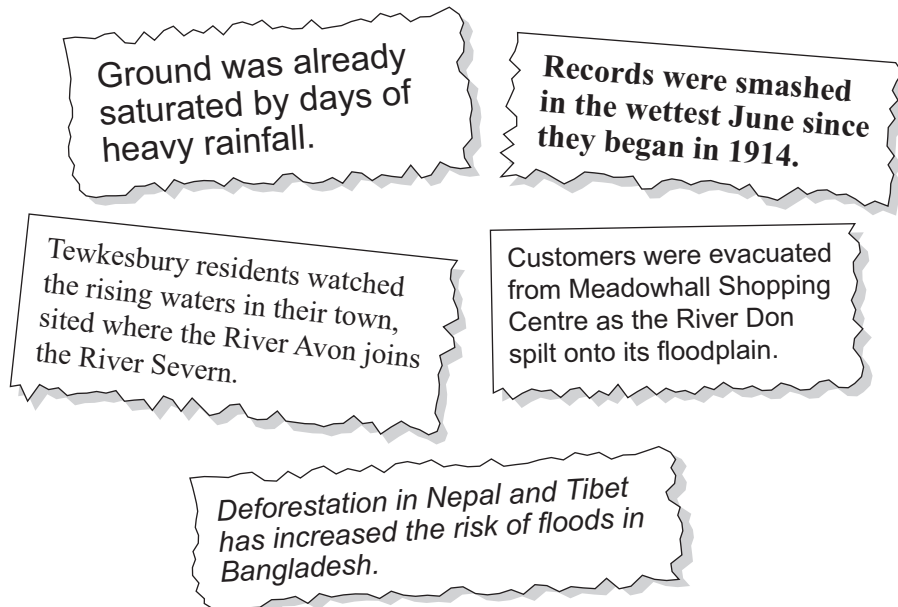 Ground was already
saturated by days of
heavy rainfall.
Records were smashed
in the wettest June since
they began in 1914.
Tewkesbury residents watched
the rising waters in their town,
sited where the River Avon joins
the River Severn.
Customers were evacuated
from Meadowhall Shopping
Centre as the River Don
spilt onto its floodplain.
Deforestation in Nepal and Tibet
has increased the risk of floods in
Bangladesh.